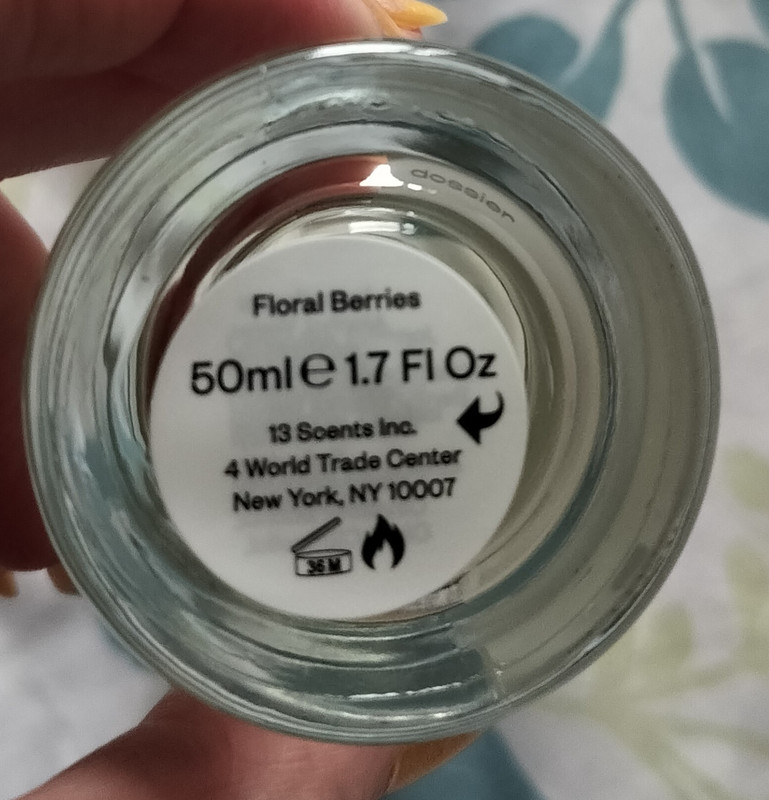 dossier
Floral Berries
50ml e 1.7 Fl Oz
13 Scents Inc.
4 World Trade Center
New York, NY 10007
36 M